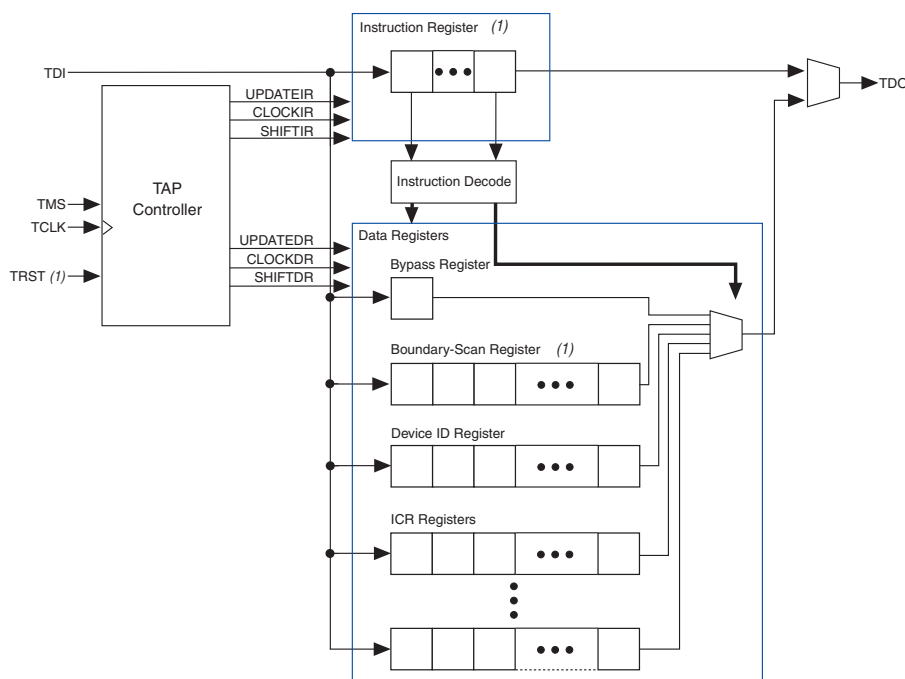 Instruction Register (1)
TDI
TDO
UPDATEIR
CLOCKIR
SHIFTIR
TAP
Controller
Instruction Decode
TMS
TCLK
TRST (1)
UPDATEDR
CLOCKDR
SHIFTDR
Data Registers
Bypass Register
Boundary-Scan Register (1)
Device ID Register
ICR Registers